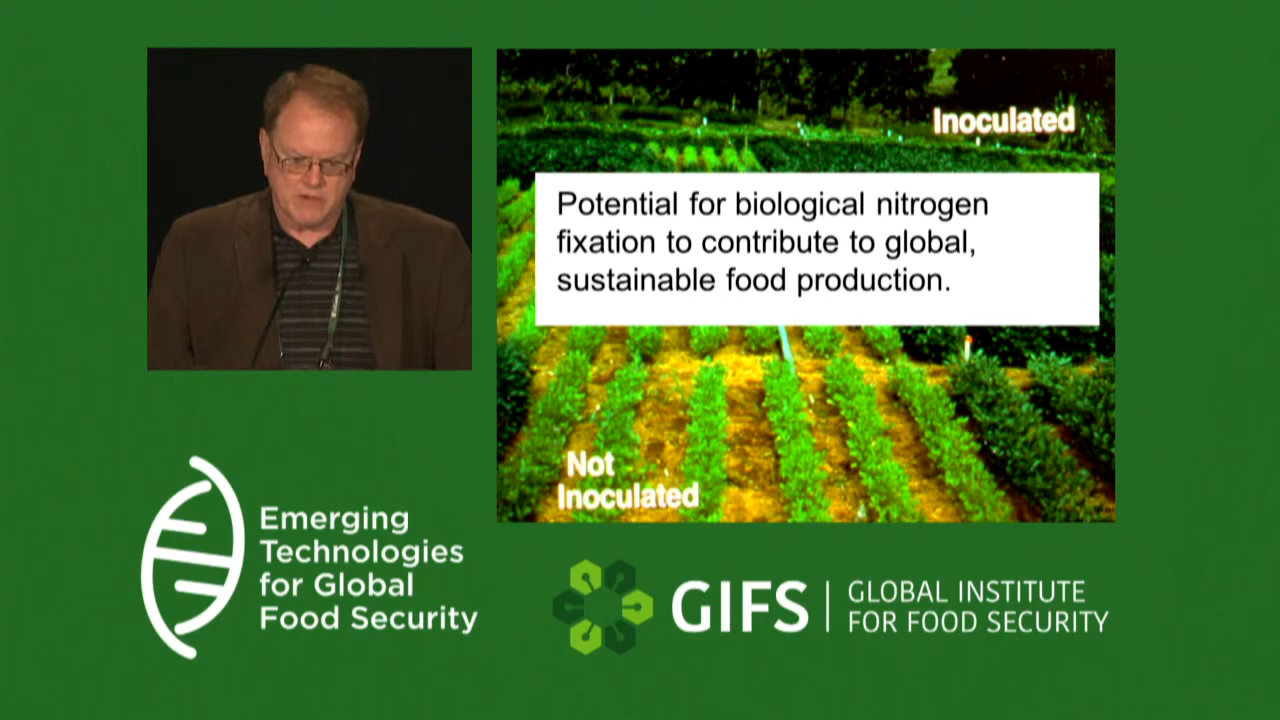 Inoculated
Potential for biological nitrogen
fixation to contribute to global,
sustainable food production.
Not
Inoculated
Emerging
Technologies
for Global
Food Security
GIFS
GLOBAL INSTITUTE
FOR FOOD SECURITY